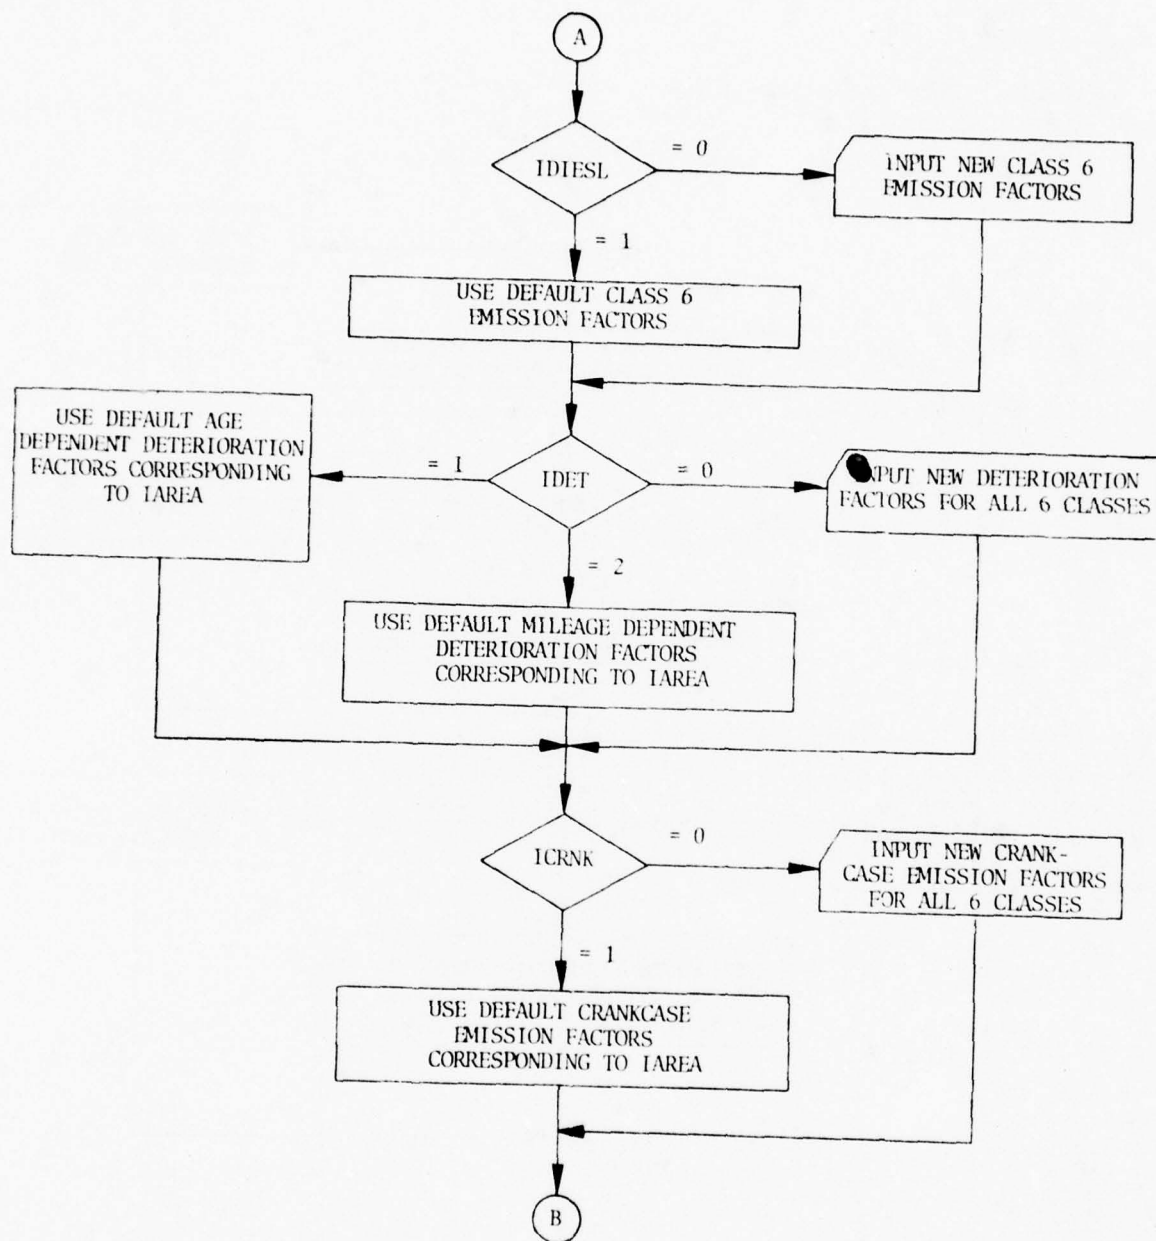 A
IDIESL
= 0
INPUT NEW CLASS 6
EMISSION FACTORS
= 1
USE DEFAULT CLASS 6
EMISSION FACTORS
USE DEFAULT AGE
DEPENDENT DETERIORATION
FACTORS CORRESPONDING
TO IAREA
= 1
IDET
= 0
INPUT NEW DETERIORATION
FACTORS FOR ALL 6 CLASSES
= 2
USE DEFAULT MILEAGE DEPENDENT
DETERIORATION FACTORS
CORRESPONDING TO IAREA
ICRNK
= 0
INPUT NEW CRANK-
CASE EMISSION FACTORS
FOR ALL 6 CLASSES
= 1
USE DEFAULT CRANKCASE
EMISSION FACTORS
CORRESPONDING TO IAREA
B